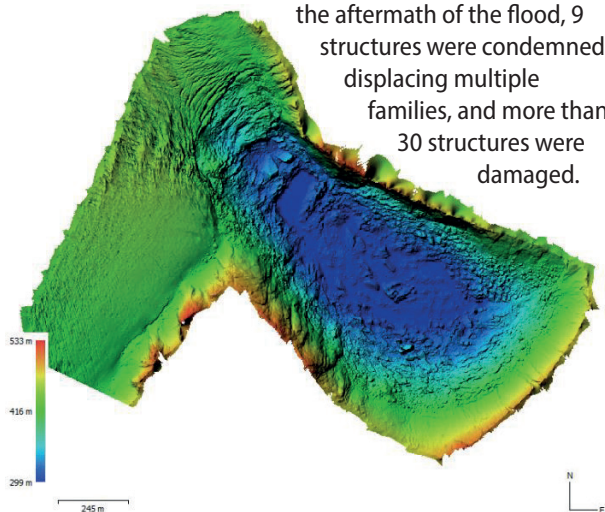 the aftermath of the flood, 9
structures were condemned
displacing multiple
families, and more than
30 structures were
damaged.
533 m
416 m
299 m
245 m
N
E